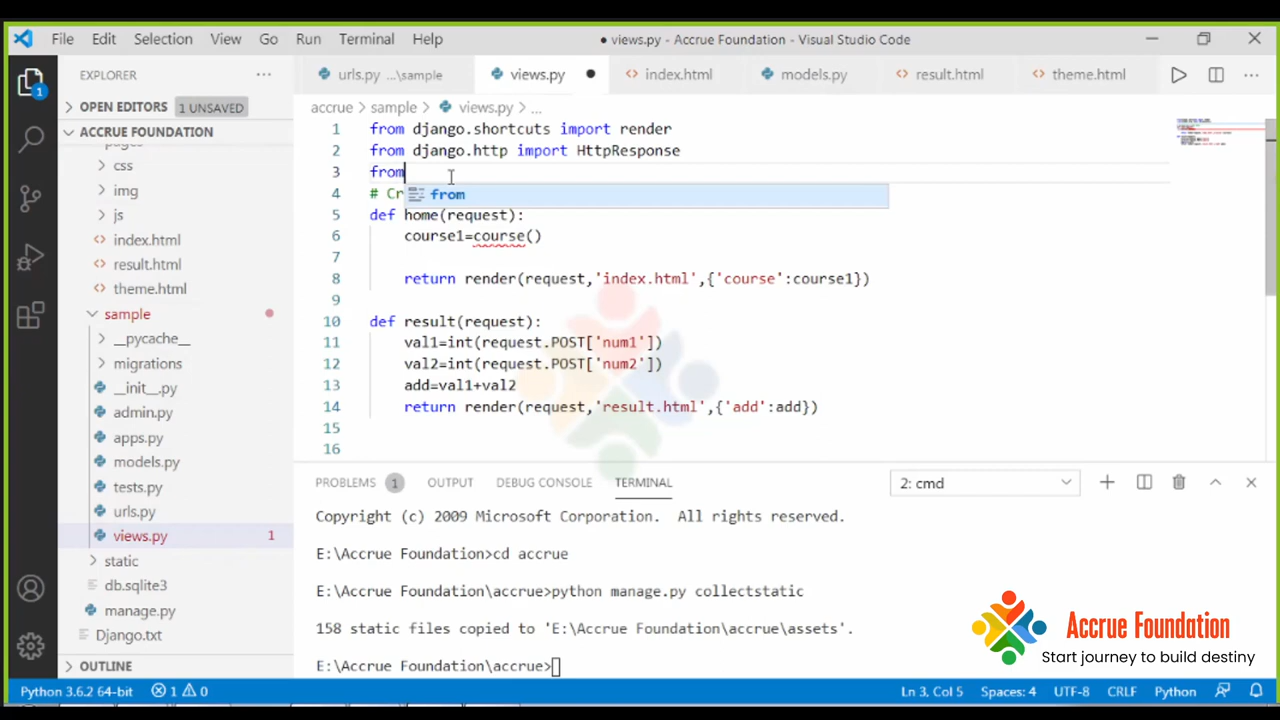 File Edit Selection View Go Run Terminal Help ● views.py - Accrue Foundation - Visual Studio Code
EXPLORER ···
urls.py ...\sample views.py ● index.html models.py result.html theme.html ···
OPEN EDITORS 1 UNSAVED
ACCRUE FOUNDATION
css
img
js
index.html
result.html
theme.html
sample
__pycache__
migrations
__init__.py
admin.py
apps.py
models.py
tests.py
urls.py
views.py 1
static
db.sqlite3
manage.py
Django.txt
OUTLINE
1
accrue > sample > views.py > ...
1 from django.shortcuts import render
2 from django.http import HttpResponse
3 from
from
4 # Cr
5 def home(request):
6 course1=course()
7
8 return render(request,'index.html',{'course':course1})
9
10 def result(request):
11 val1=int(request.POST['num1'])
12 val2=int(request.POST['num2'])
13 add=val1+val2
14 return render(request,'result.html',{'add':add})
15
16
PROBLEMS 1 OUTPUT DEBUG CONSOLE TERMINAL 2: cmd
Copyright (c) 2009 Microsoft Corporation. All rights reserved.
E:\Accrue Foundation>cd accrue
E:\Accrue Foundation\accrue>python manage.py collectstatic
158 static files copied to 'E:\Accrue Foundation\accrue\assets'.
E:\Accrue Foundation\accrue>
Accrue Foundation
Start journey to build destiny
Python 3.6.2 64-bit 1 0 Ln 3, Col 5 Spaces: 4 UTF-8 CRLF Python